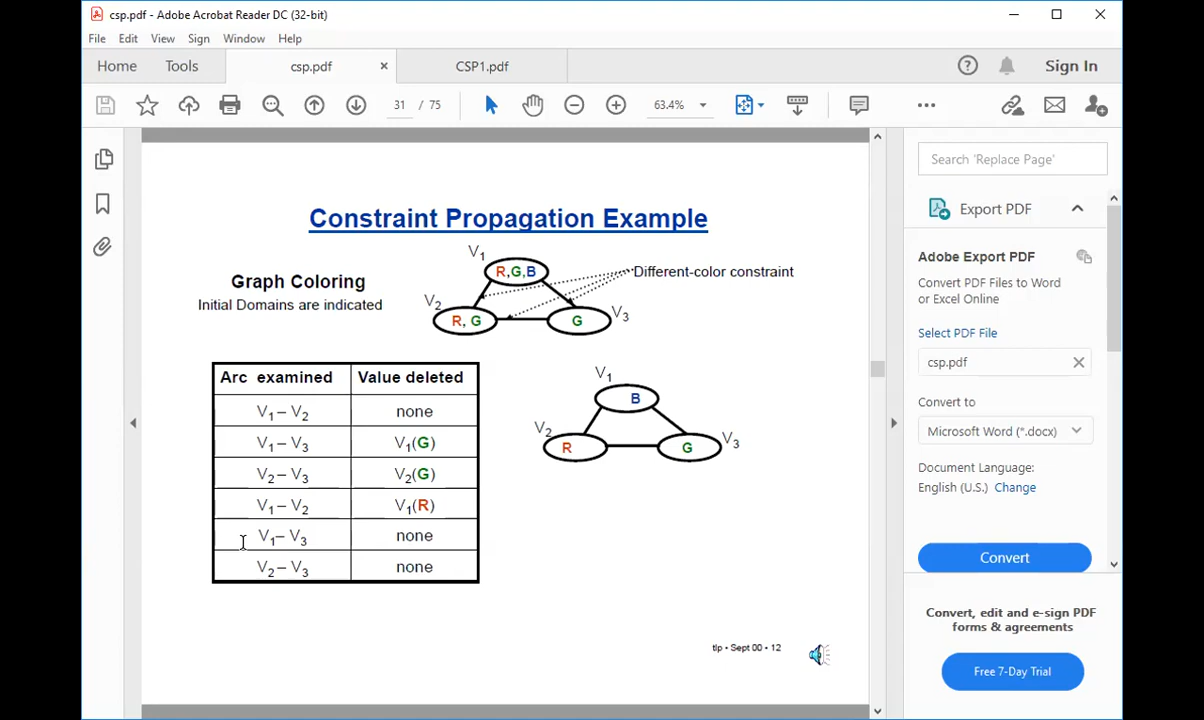 csp.pdf - Adobe Acrobat Reader DC (32-bit)
File Edit View Sign Window Help
Home Tools csp.pdf × CSP1.pdf ? Sign In
31 / 75 63.4%
Constraint Propagation Example
Graph Coloring
Initial Domains are indicated
V1
R,G,B
Different-color constraint
V2
R, G
G
V3
Arc examined Value deleted
V1 – V2 none
V1 – V3 V1(G)
V2 – V3 V2(G)
V1 – V2 V1(R)
V1– V3 none
V2 – V3 none
V1
B
V2
R
G
V3
tlp • Sept 00 • 12
Search 'Replace Page'
Export PDF
Adobe Export PDF
Convert PDF Files to Word
or Excel Online
Select PDF File
csp.pdf
Convert to
Microsoft Word (*.docx)
Document Language:
English (U.S.) Change
Convert
Convert, edit and e-sign PDF
forms & agreements
Free 7-Day Trial